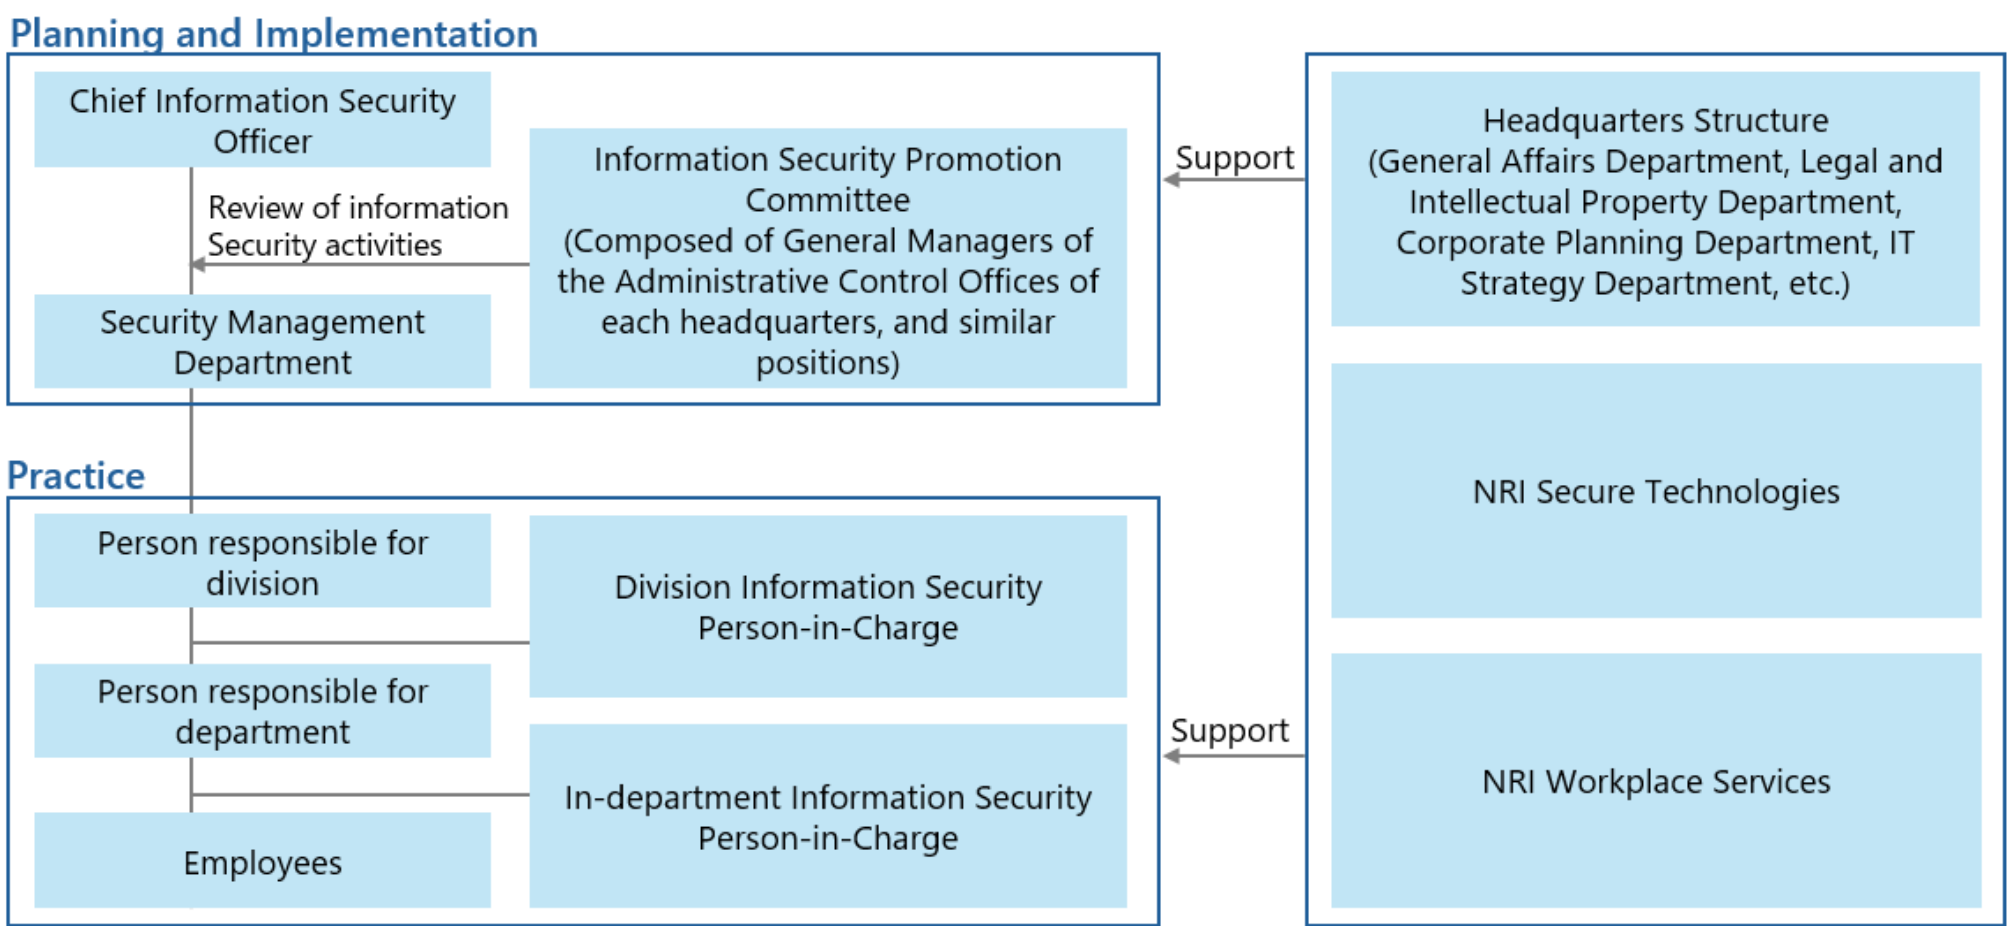 Planning and Implementation
Chief Information Security
Officer
Review of information
Security activities
Security Management
Department
Information Security Promotion
Committee
(Composed of General Managers of
the Administrative Control Offices of
each headquarters, and similar
positions)
Support
Headquarters Structure
(General Affairs Department, Legal and
Intellectual Property Department,
Corporate Planning Department, IT
Strategy Department, etc.)
NRI Secure Technologies
NRI Workplace Services
Practice
Person responsible for
division
Division Information Security
Person-in-Charge
Person responsible for
department
In-department Information Security
Person-in-Charge
Employees
Support